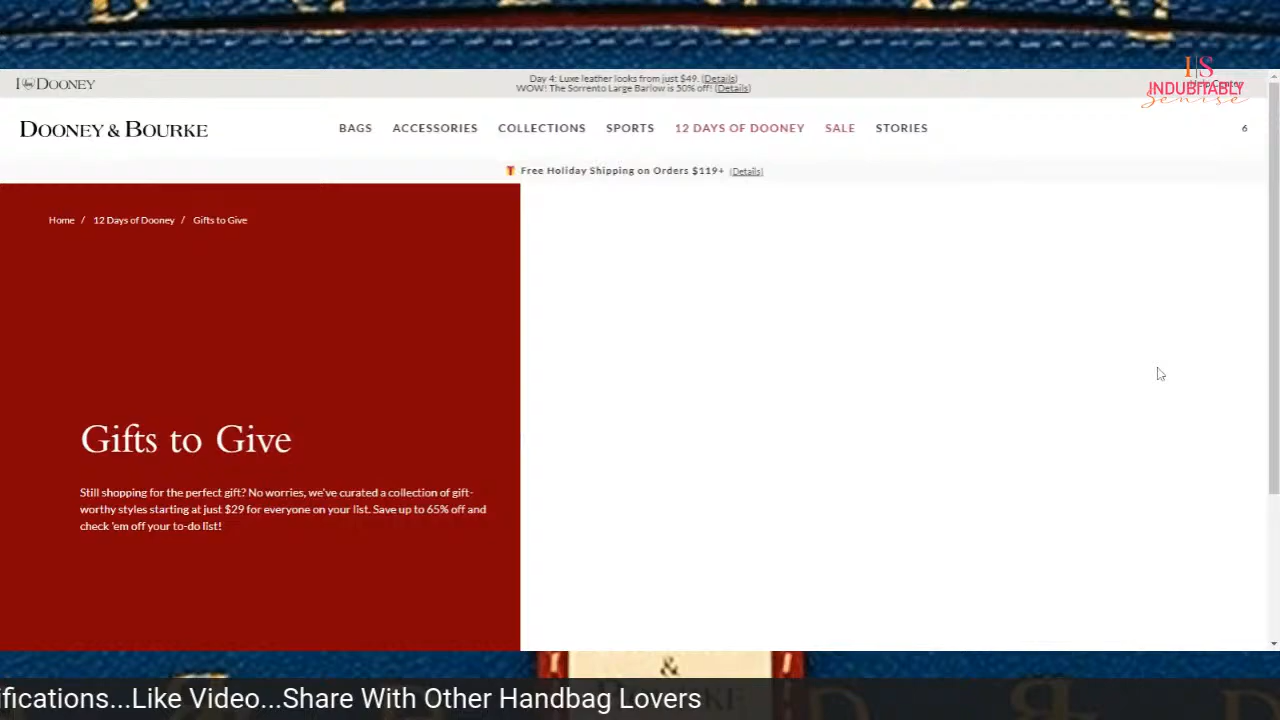 I DOONEY
Day 4: Luxe leather looks from just $49. (Details)
WOW! The Sorrento Large Barlow is 50% off! (Details)
IS
INDUBITABLY
Senise
DOONEY & BOURKE
BAGS ACCESSORIES COLLECTIONS SPORTS 12 DAYS OF DOONEY SALE STORIES
6
Free Holiday Shipping on Orders $119+ (Details)
Home / 12 Days of Dooney / Gifts to Give
Gifts to Give
Still shopping for the perfect gift? No worries, we've curated a collection of gift-
worthy styles starting at just $29 for everyone on your list. Save up to 65% off and
check 'em off your to-do list!
&
ifications...Like Video...Share With Other Handbag Lovers